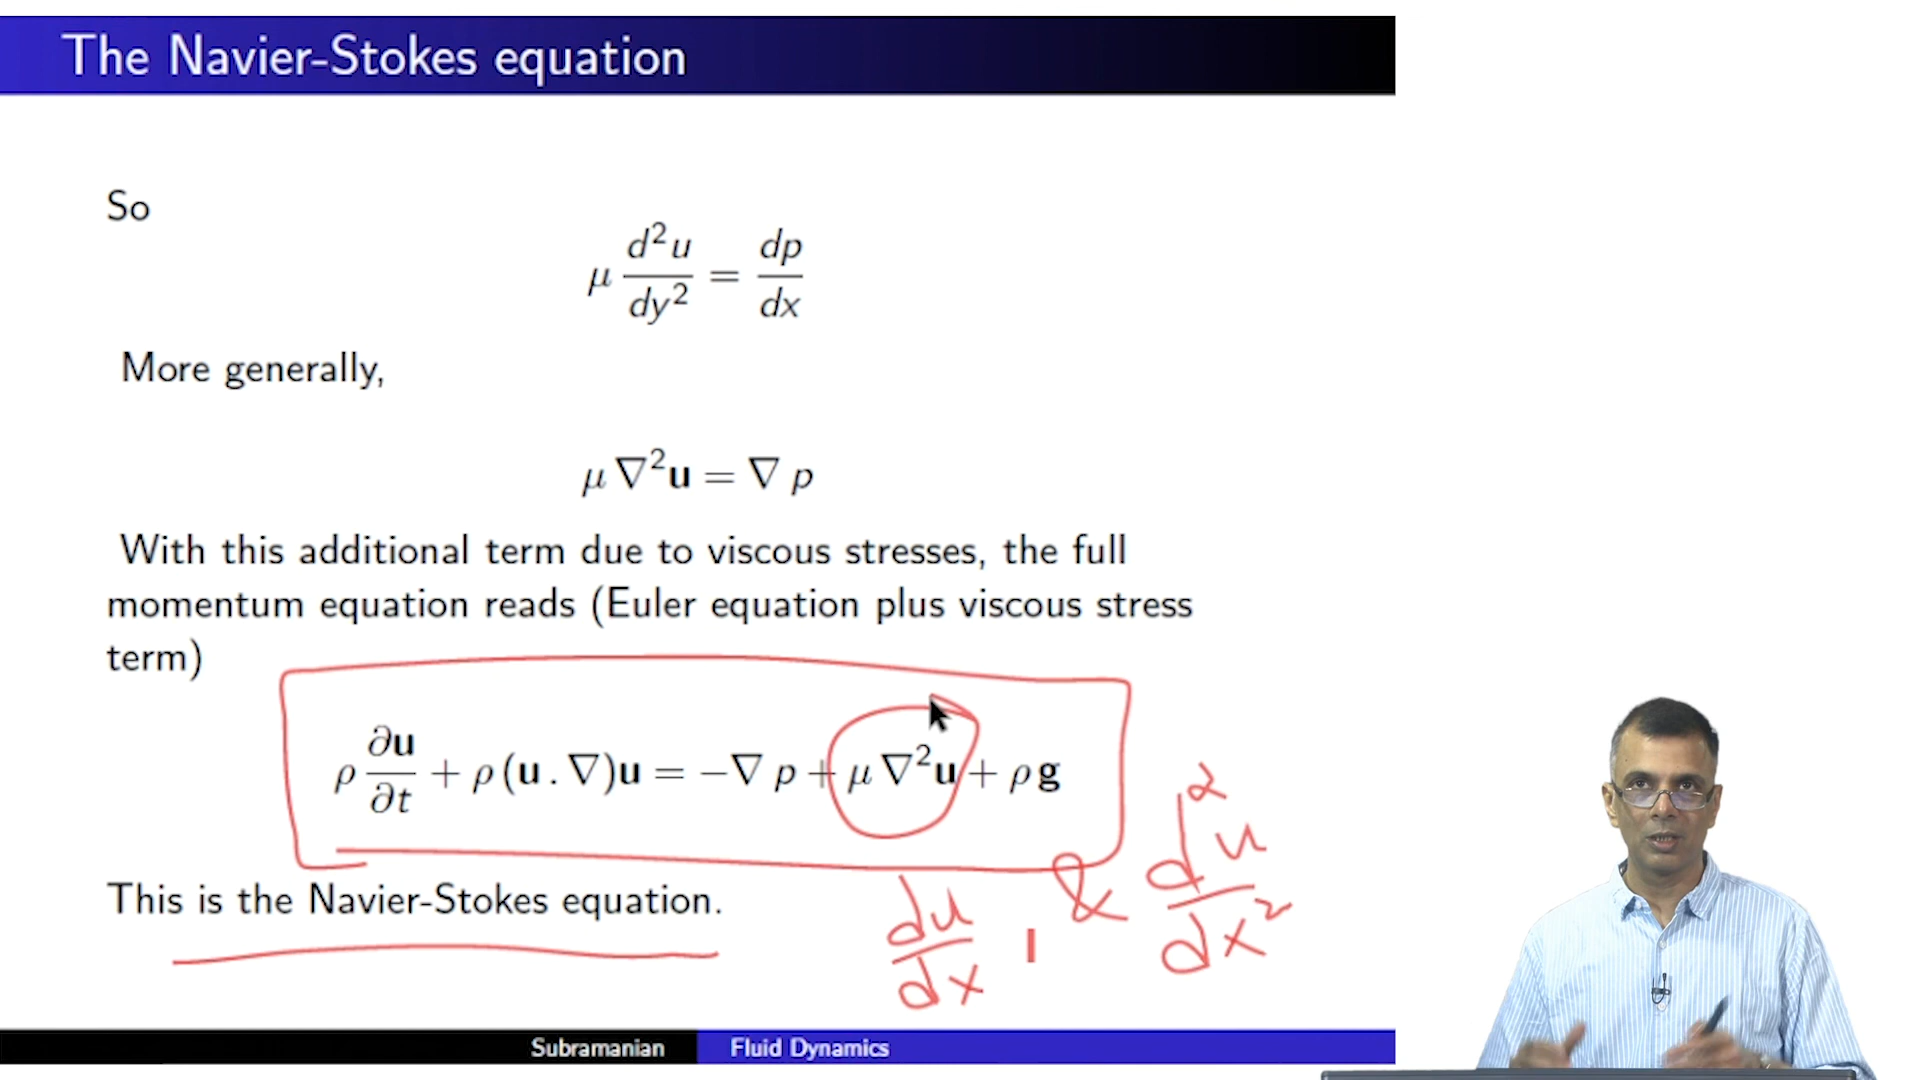 The Navier-Stokes equation
So
μ d²u/dy² = dp/dx
More generally,
μ ∇²u = ∇ p
With this additional term due to viscous stresses, the full
momentum equation reads (Euler equation plus viscous stress
term)
ρ ∂u/∂t + ρ (u . ∇)u = −∇ p + μ ∇²u + ρ g
This is the Navier-Stokes equation.
du/dx , & d²u/dx²
Subramanian Fluid Dynamics